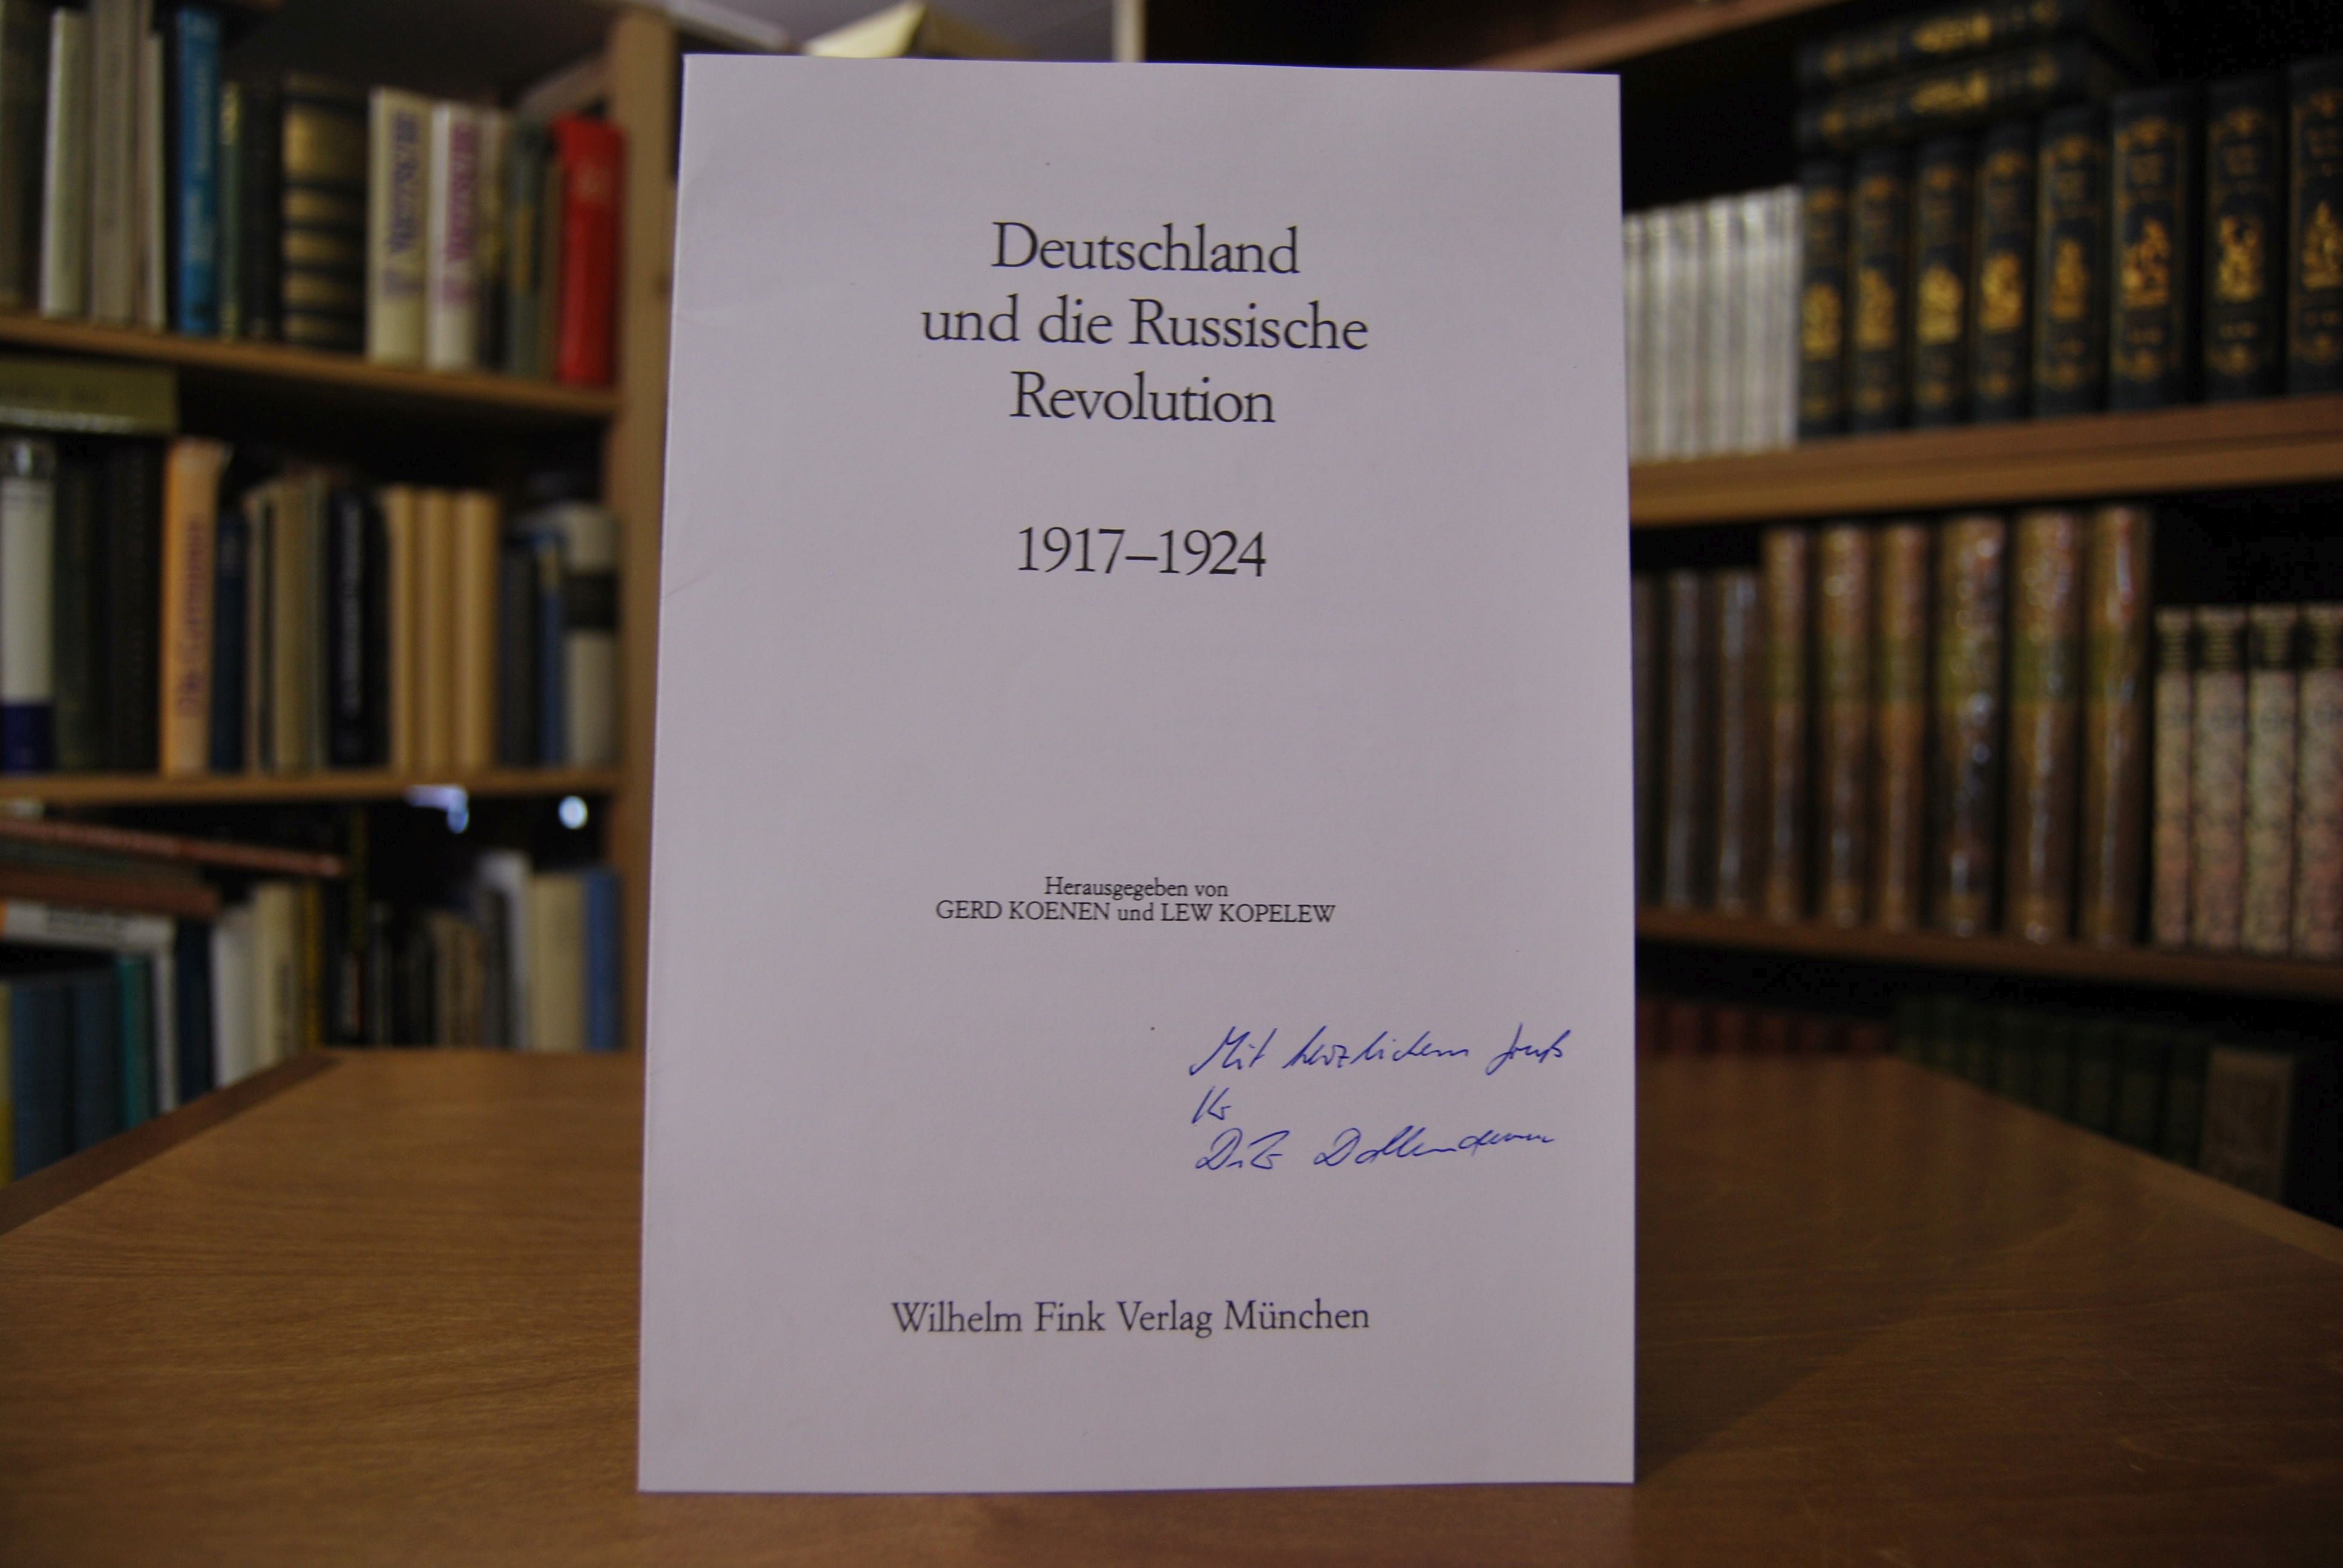 Deutschland
und die Russische
Revolution
1917–1924
Herausgegeben von
GERD KOENEN und LEW KOPELEW
Mit herzlichem Gruß
Ihr
Wilhelm Fink Verlag München